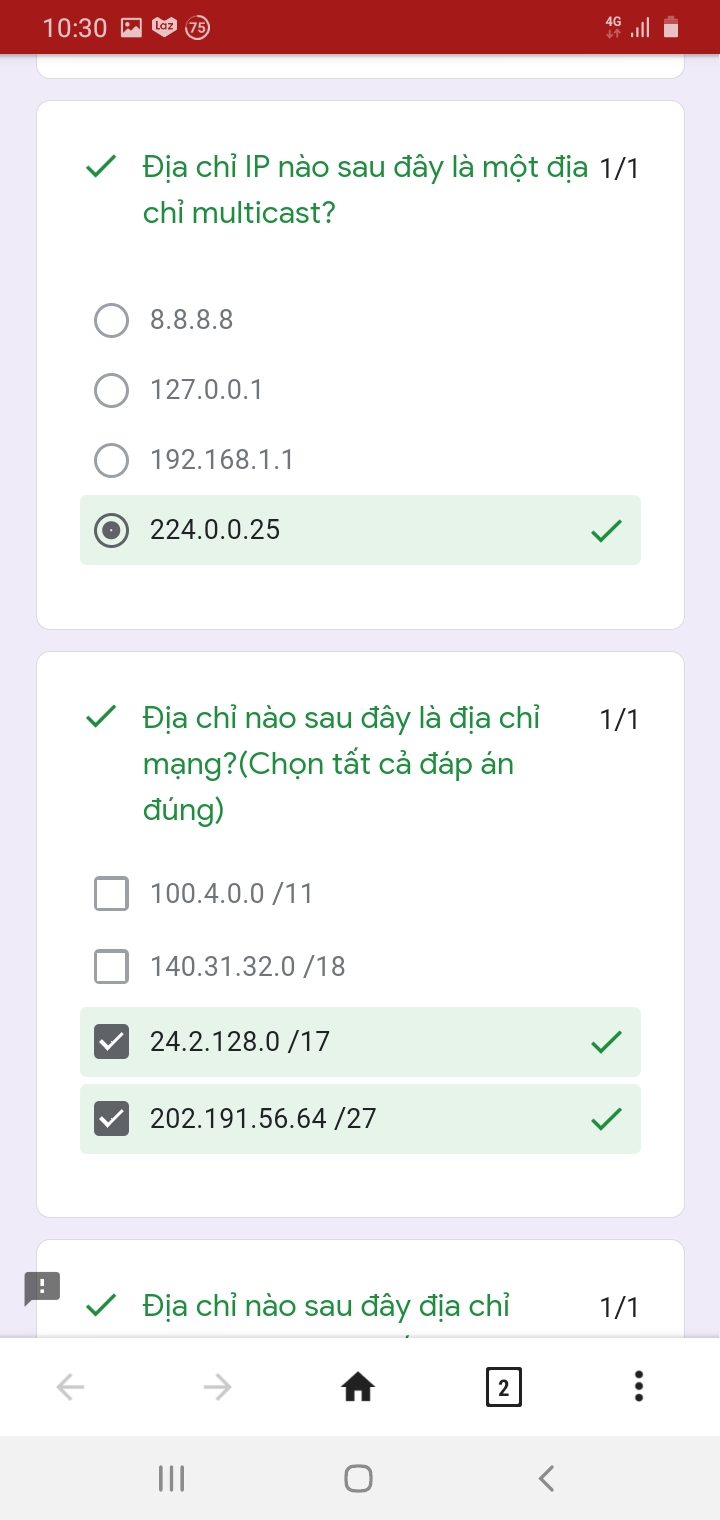 10:30 Laz 75 4G
Địa chỉ IP nào sau đây là một địa 1/1
chỉ multicast?
8.8.8.8
127.0.0.1
192.168.1.1
224.0.0.25
Địa chỉ nào sau đây là địa chỉ 1/1
mạng?(Chọn tất cả đáp án
đúng)
100.4.0.0 /11
140.31.32.0 /18
24.2.128.0 /17
202.191.56.64 /27
Địa chỉ nào sau đây địa chỉ 1/1
2